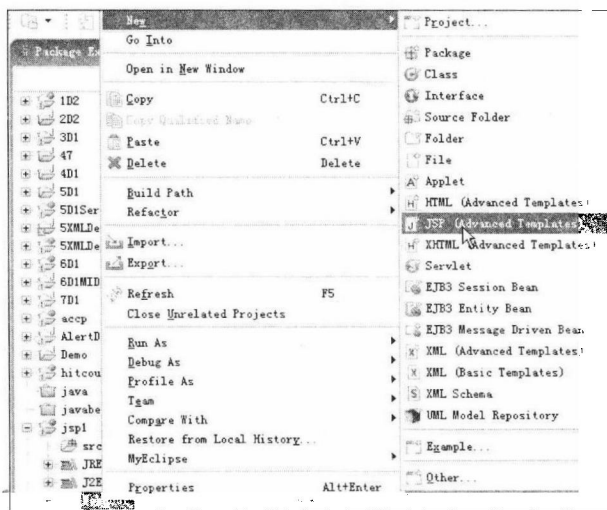 New
Go Into
Open in New Window
Copy Ctrl+C
Copy Qualified Name
Paste Ctrl+V
Delete Delete
Build Path
Refactor
Import...
Export...
Refresh F5
Close Unrelated Projects
Run As
Debug As
Profile As
Team
Compare With
Restore from Local History...
MyEclipse
Properties Alt+Enter
Project...
Package
Class
Interface
Source Folder
Folder
File
Applet
HTML (Advanced Templates)
JSP (Advanced Templates)
XHTML (Advanced Templates)
Servlet
EJB3 Session Bean
EJB3 Entity Bean
EJB3 Message Driven Bean
XML (Advanced Templates)
XML (Basic Templates)
XML Schema
UML Model Repository
Example...
Other...
Package Ex
1D2
2D2
3D1
47
4D1
5D1
5D1Ser
5XMLDe
5XMLDe
6D1
6D1MID
7D1
accp
AlertD
Demo
hitcou
java
javabe
jsp1
src
JRE
J2E